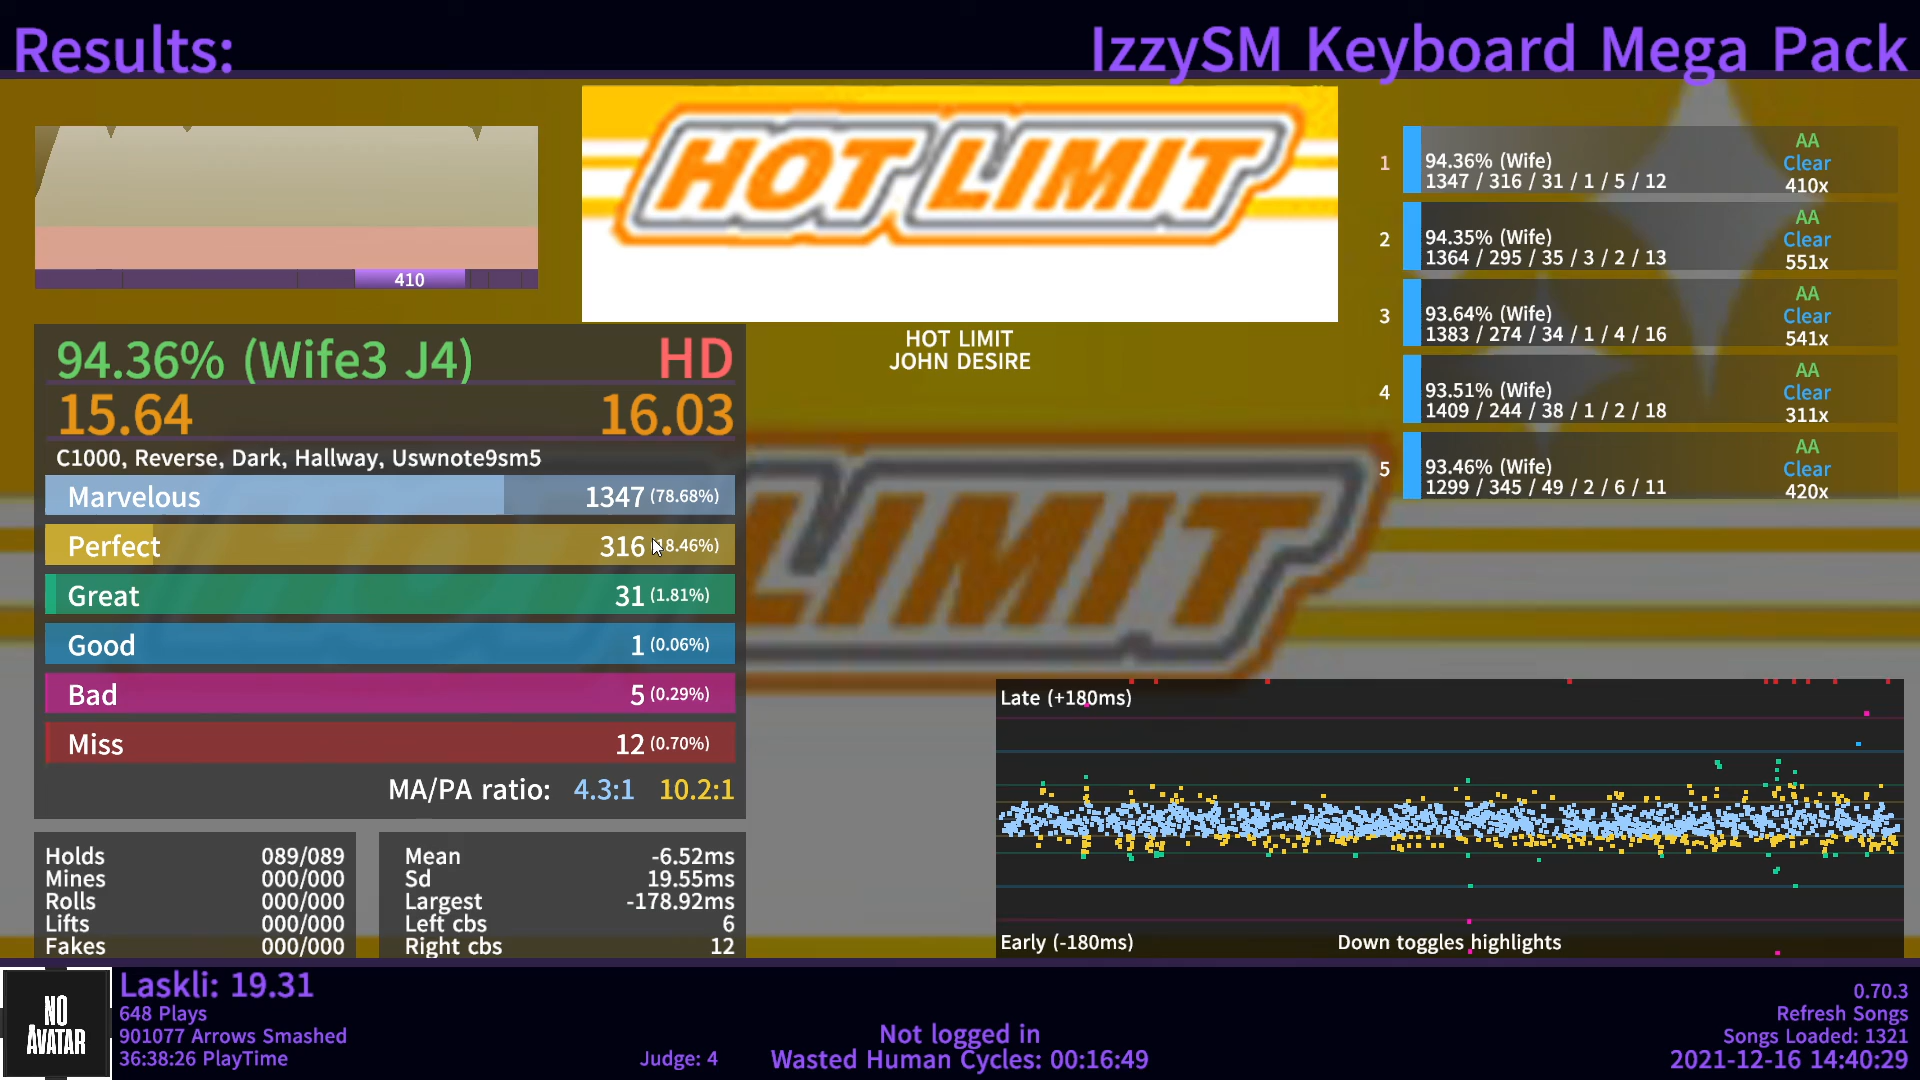 Results:
IzzySM Keyboard Mega Pack
410
HOT LIMIT
HOT LIMIT
JOHN DESIRE
1
94.36% (Wife)
1347 / 316 / 31 / 1 / 5 / 12
AA
Clear
410x
2
94.35% (Wife)
1364 / 295 / 35 / 3 / 2 / 13
AA
Clear
551x
3
93.64% (Wife)
1383 / 274 / 34 / 1 / 4 / 16
AA
Clear
541x
4
93.51% (Wife)
1409 / 244 / 38 / 1 / 2 / 18
AA
Clear
311x
5
93.46% (Wife)
1299 / 345 / 49 / 2 / 6 / 11
AA
Clear
420x
94.36% (Wife3 J4) HD
15.64 16.03
C1000, Reverse, Dark, Hallway, Uswnote9sm5
Marvelous 1347 (78.68%)
Perfect 316 8.46%)
Great 31 (1.81%)
Good 1 (0.06%)
Bad 5 (0.29%)
Miss 12 (0.70%)
MA/PA ratio: 4.3:1 10.2:1
LIMIT
Holds 089/089
Mines 000/000
Rolls 000/000
Lifts 000/000
Fakes 000/000
Mean -6.52ms
Sd 19.55ms
Largest -178.92ms
Left cbs 6
Right cbs 12
Late (+180ms)
Early (-180ms)
Down toggles highlights
NO
AVATAR
Laskli: 19.31
648 Plays
901077 Arrows Smashed
36:38:26 PlayTime
Judge: 4
Not logged in
Wasted Human Cycles: 00:16:49
0.70.3
Refresh Songs
Songs Loaded: 1321
2021-12-16 14:40:29